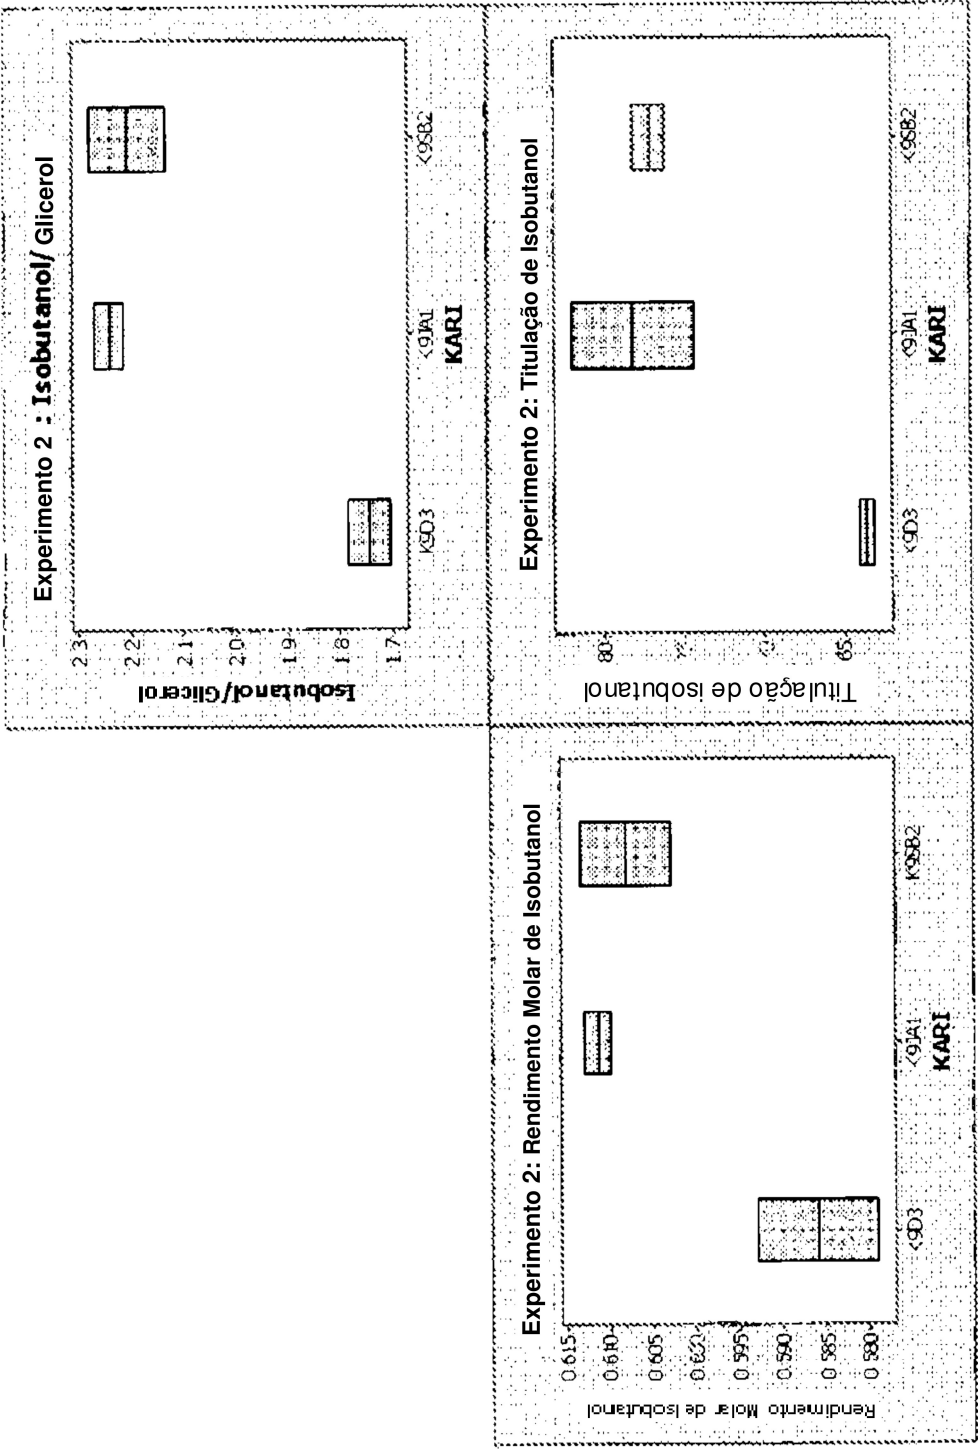 Experimento 2 : Isobutanol/ Glicerol
Isobutanol/Glicerol
2.3
2.2
2.1
2.0
1.9
1.8
1.7
K9D3
K9JA1
K9SB2
KARI
Experimento 2: Rendimento Molar de Isobutanol
Rendimento Molar de Isobutanol
0.615
0.610
0.605
0.600
0.595
0.590
0.585
0.580
K9D3
K9JA1
K9SB2
KARI
Experimento 2: Titulação de Isobutanol
Titulação de isobutanol
80
65
K9D3
K9JA1
K9SB2
KARI